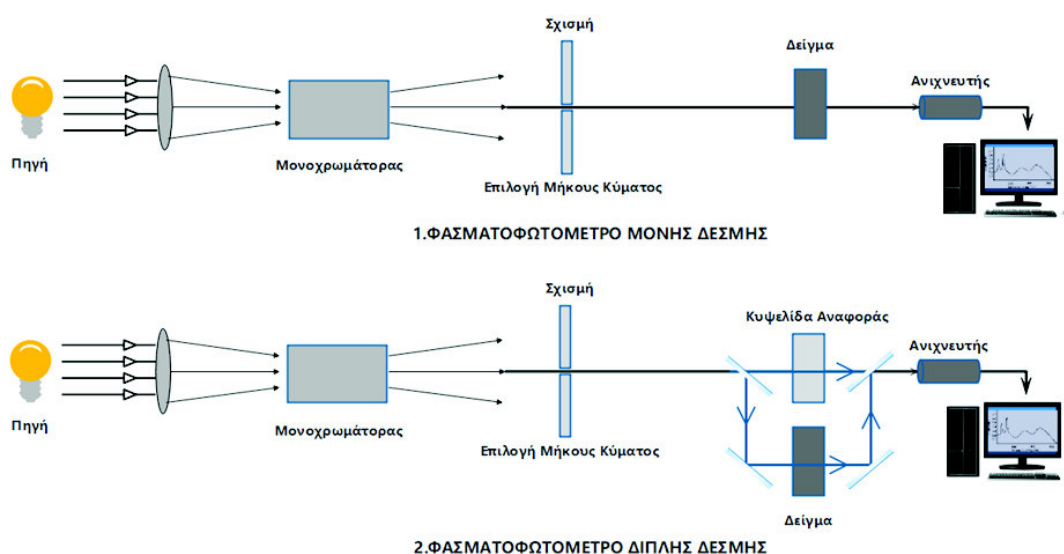 Σχισμή
Δείγμα
Ανιχνευτής
Πηγή
Μονοχρωμάτορας
Επιλογή Μήκους Κύματος
1.ΦΑΣΜΑΤΟΦΩΤΟΜΕΤΡΟ ΜΟΝΗΣ ΔΕΣΜΗΣ
Σχισμή
Κυψελίδα Αναφοράς
Ανιχνευτής
Πηγή
Μονοχρωμάτορας
Επιλογή Μήκους Κύματος
Δείγμα
2.ΦΑΣΜΑΤΟΦΩΤΟΜΕΤΡΟ ΔΙΠΛΗΣ ΔΕΣΜΗΣ